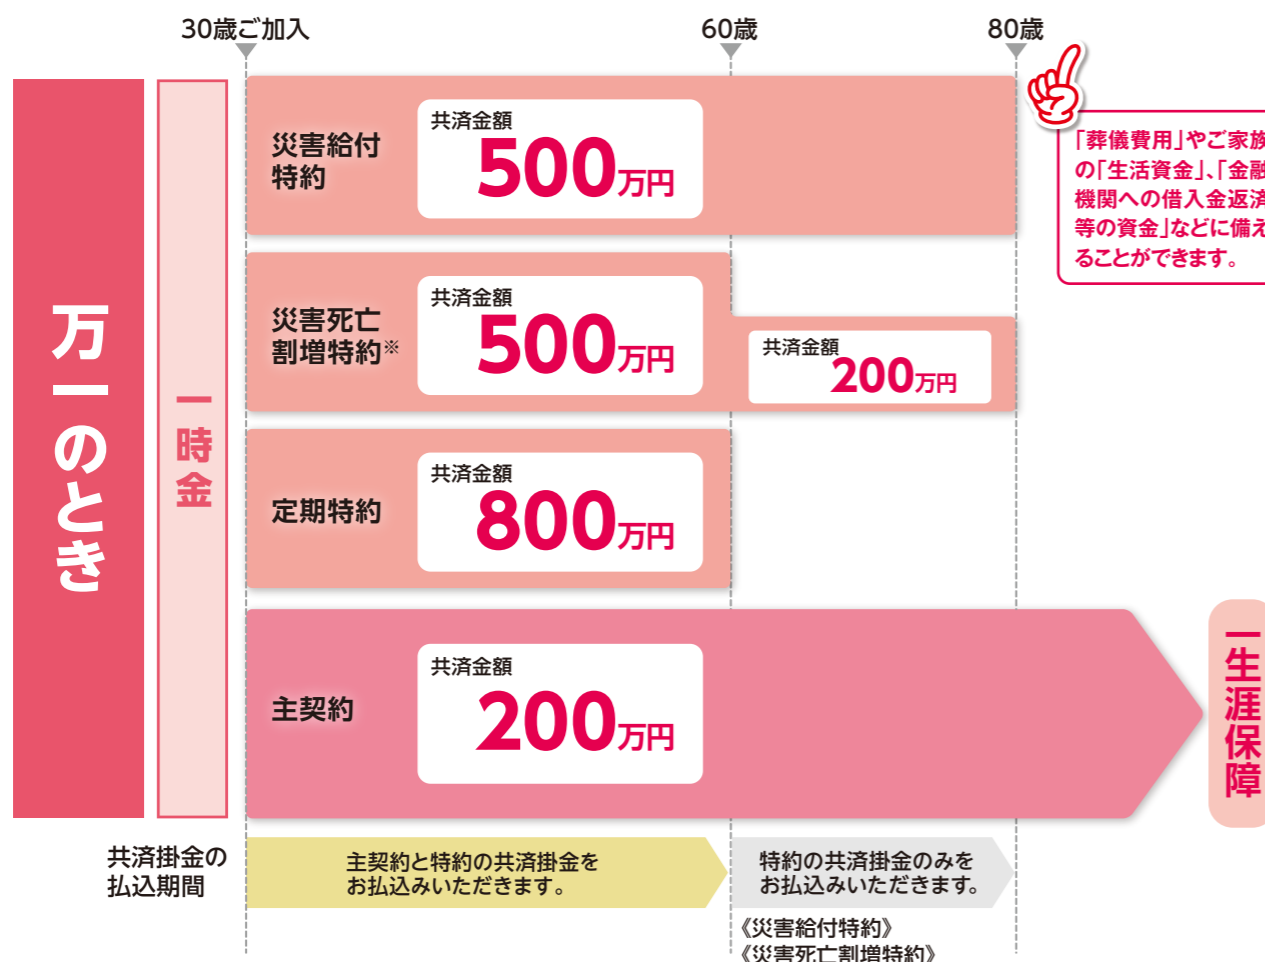 30歳ご加入
60歳
80歳
万一のとき
一時金
災害給付
特約
共済金額
500万円
「葬儀費用」やご家族
の「生活資金」、「金融
機関への借入金返済
等の資金」などに備え
ることができます。
災害死亡
割増特約※
共済金額
500万円
共済金額
200万円
定期特約
共済金額
800万円
主契約
共済金額
200万円
一生涯保障
共済掛金の
払込期間
主契約と特約の共済掛金を
お払込みいただきます。
特約の共済掛金のみを
お払込みいただきます。
《災害給付特約》
《災害死亡割増特約》